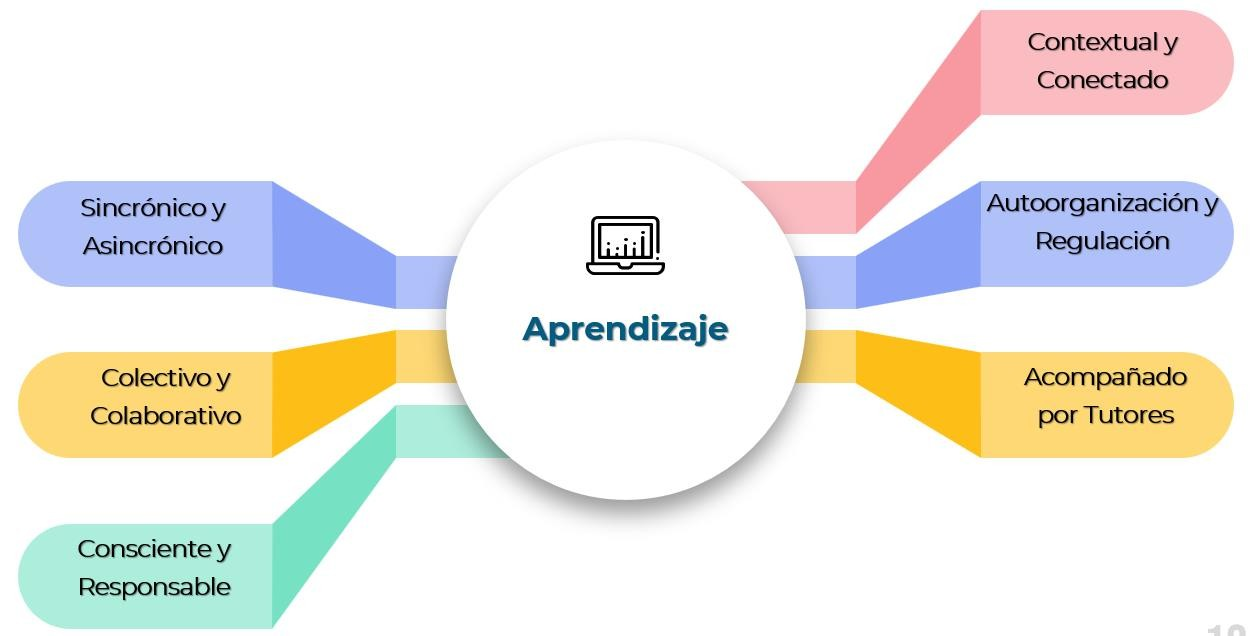 Contextual y
Conectado
Sincrónico y
Asincrónico
Autoorganización y
Regulación
Aprendizaje
Colectivo y
Colaborativo
Acompañado
por Tutores
Consciente y
Responsable